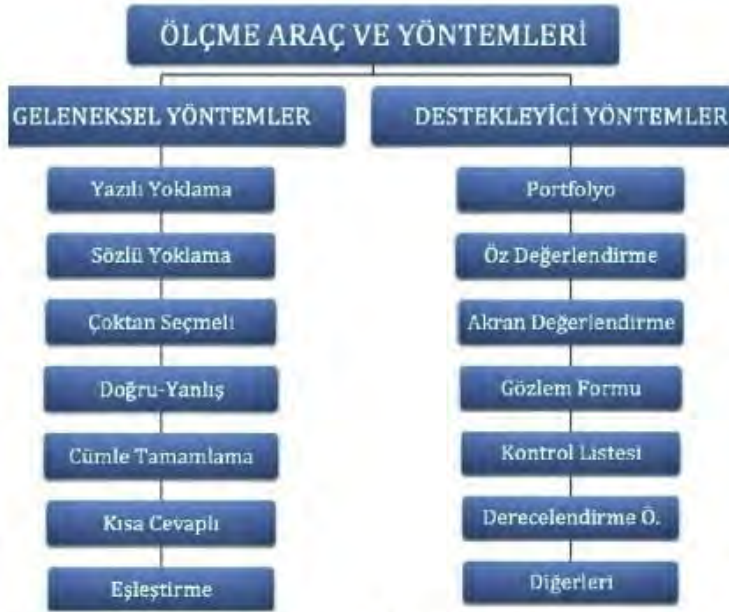 ÖLÇME ARAÇ VE YÖNTEMLERİ
GELENEKSEL YÖNTEMLER
Yazılı Yoklama
Sözlü Yoklama
Çoktan Seçmeli
Doğru-Yanlış
Cümle Tamamlama
Kısa Cevaplı
Eşleştirme
DESTEKLEYİCİ YÖNTEMLER
Portfolyo
Öz Değerlendirme
Akran Değerlendirme
Gözlem Formu
Kontrol Listesi
Derecelendirme Ö.
Diğerleri